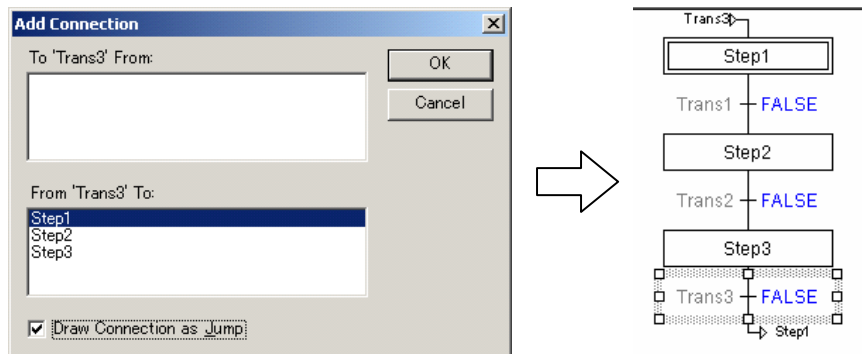 Add Connection
To 'Trans3' From:
OK
Cancel
From 'Trans3' To:
Step1
Step2
Step3
Draw Connection as Jump
Trans3
Step1
Trans1 FALSE
Step2
Trans2 FALSE
Step3
Trans3 FALSE
Step1